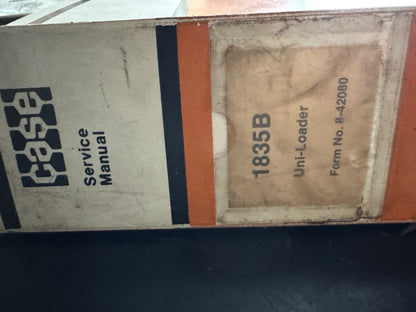 case
Service
Manual
1835B
Uni-Loader
Form No. 8-42080